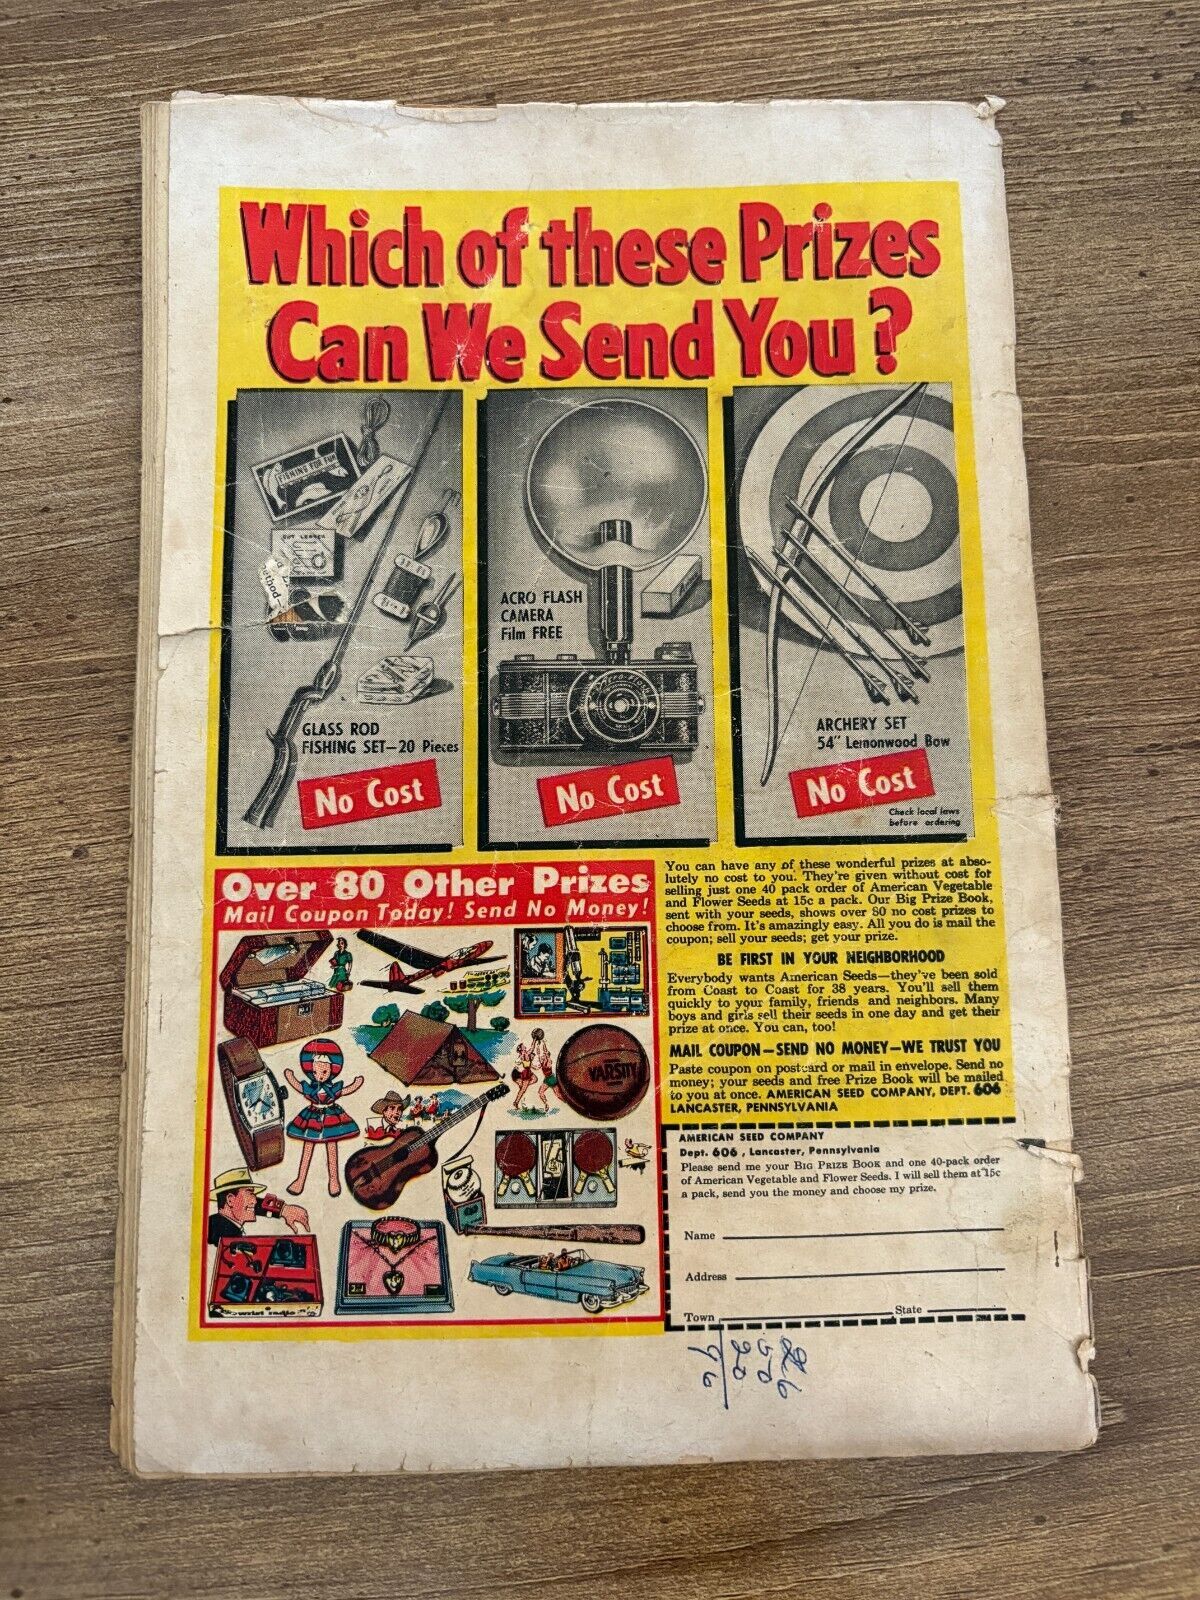 Which of these Prizes
Can We Send You?
FISHING FOR FUN
ACRO FLASH
CAMERA
Film FREE
GLASS ROD
FISHING SET—20 Pieces
No Cost
No Cost
ARCHERY SET
54" Lemonwood Bow
No Cost
Check local laws
before ordering
Over 80 Other Prizes
Mail Coupon Today! Send No Money!
VARSITY
You can have any of these wonderful prizes at abso-
lutely no cost to you. They're given without cost for
selling just one 40 pack order of American Vegetable
and Flower Seeds at 15c a pack. Our Big Prize Book,
sent with your seeds, shows over 80 no cost prizes to
choose from. It's amazingly easy. All you do is mail the
coupon; sell your seeds; get your prize.
BE FIRST IN YOUR NEIGHBORHOOD
Everybody wants American Seeds—they've been sold
from Coast to Coast for 38 years. You'll sell them
quickly to your family, friends and neighbors. Many
boys and girls sell their seeds in one day and get their
prize at once. You can, too!
MAIL COUPON—SEND NO MONEY—WE TRUST YOU
Paste coupon on postcard or mail in envelope. Send no
money; your seeds and free Prize Book will be mailed
to you at once. AMERICAN SEED COMPANY, DEPT. 606
LANCASTER, PENNSYLVANIA
AMERICAN SEED COMPANY
Dept. 606, Lancaster, Pennsylvania
Please send me your BIG PRIZE BOOK and one 40-pack order
of American Vegetable and Flower Seeds. I will sell them at 15c
a pack, send you the money and choose my prize.
Name
Address
Town State
50
20
96